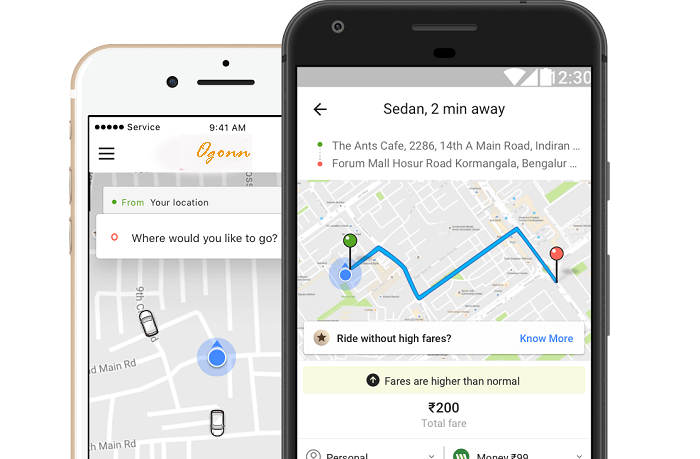 Service
9:41 AM
Ogonn
From Your location
Where would you like to go?
9th C
Main Rd
Main Rd
12:30
Sedan, 2 min away
The Ants Cafe, 2286, 14th A Main Road, Indiran ...
Forum Mall Hosur Road Kormangala, Bengalur ...
Ride without high fares?
Know More
Fares are higher than normal
₹200
Total fare
Personal
Money ₹99